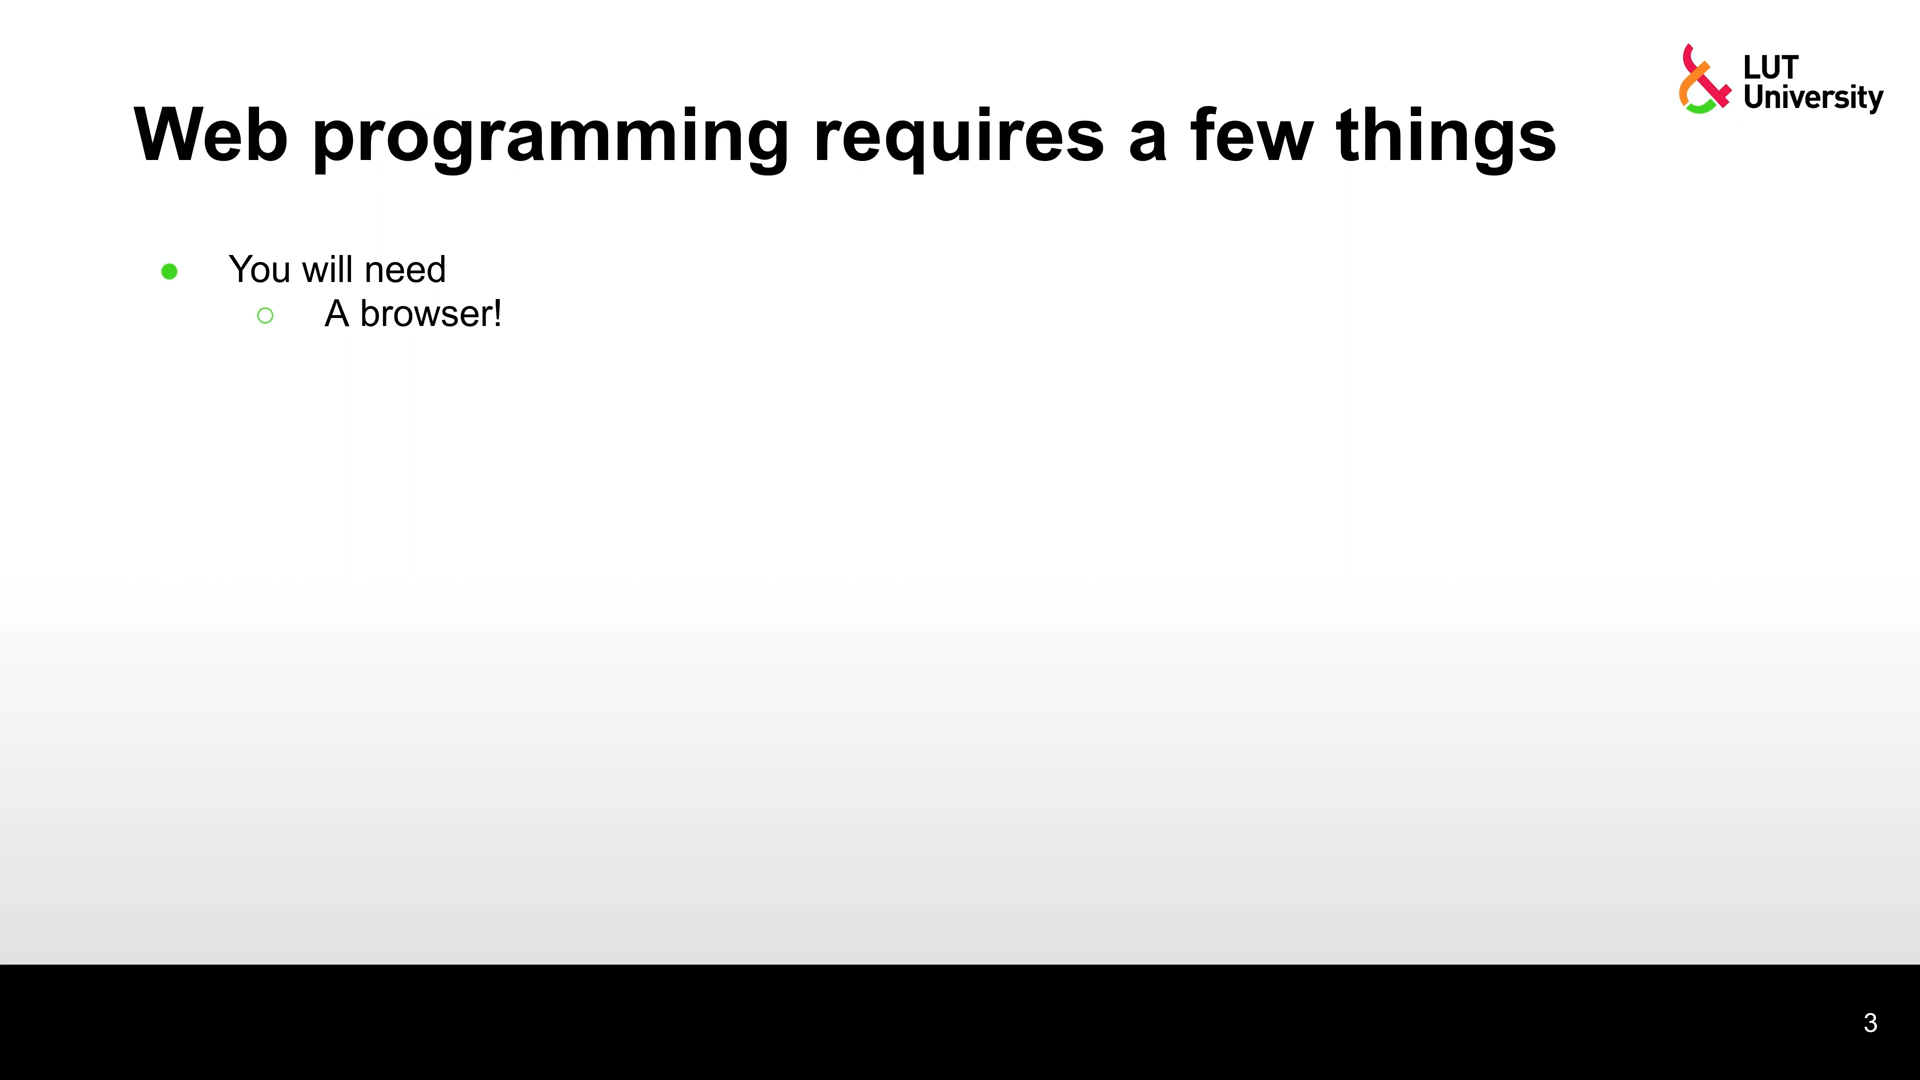 LUT
University
Web programming requires a few things
● You will need
○ A browser!
3